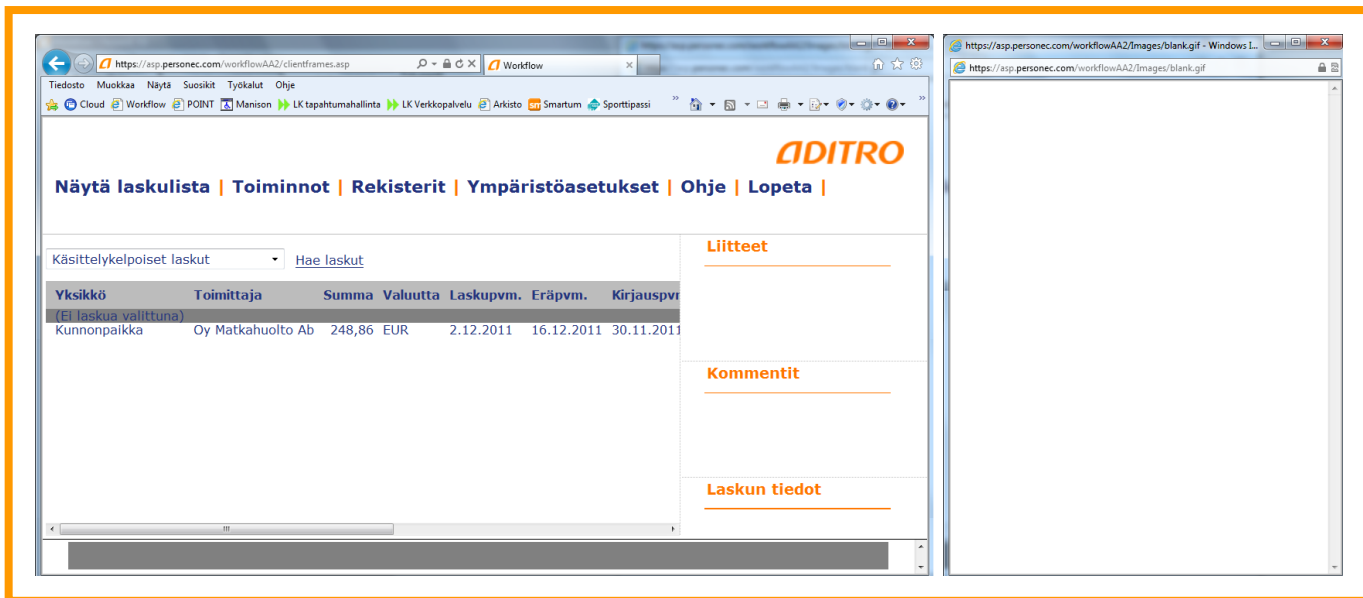 https://asp.personec.com/workflowAA2/clientframes.asp
Workflow
Tiedosto Muokkaa Näytä Suosikit Työkalut Ohje
Cloud Workflow POINT Manison LK tapahtumahallinta LK Verkkopalvelu Arkisto Smartum Sporttipassi
ADITRO
Näytä laskulista | Toiminnot | Rekisterit | Ympäristöasetukset | Ohje | Lopeta |
Käsittelykelpoiset laskut Hae laskut
Yksikkö Toimittaja Summa Valuutta Laskupvm. Eräpvm. Kirjauspvm
(Ei laskua valittuna)
Kunnonpaikka Oy Matkahuolto Ab 248,86 EUR 2.12.2011 16.12.2011 30.11.2011
Liitteet
Kommentit
Laskun tiedot
https://asp.personec.com/workflowAA2/Images/blank.gif - Windows I...
https://asp.personec.com/workflowAA2/Images/blank.gif